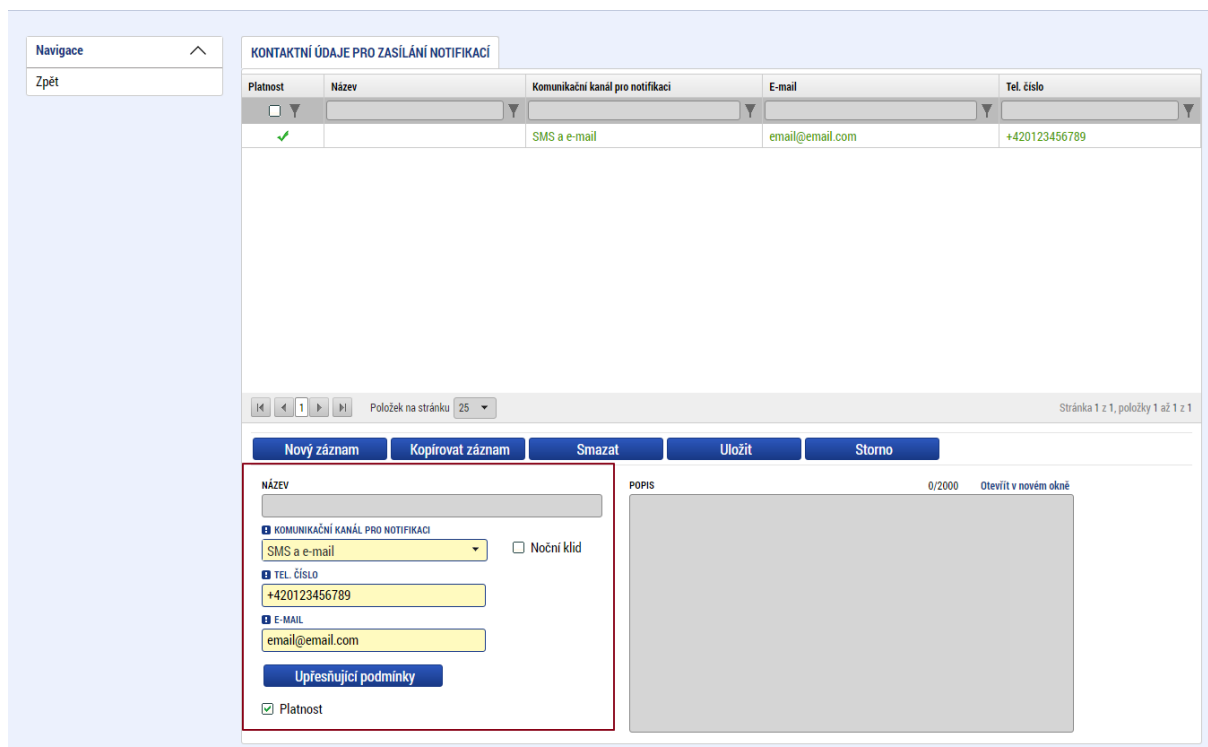 Navigace
Zpět
KONTAKTNÍ ÚDAJE PRO ZASÍLÁNÍ NOTIFIKACÍ
Platnost Název Komunikační kanál pro notifikaci E-mail Tel. číslo
SMS a e-mail email@email.com +420123456789
1 Položek na stránku 25 Stránka 1 z 1, položky 1 až 1 z 1
Nový záznam Kopírovat záznam Smazat Uložit Storno
NÁZEV
KOMUNIKAČNÍ KANÁL PRO NOTIFIKACI
SMS a e-mail Noční klid
TEL. ČÍSLO
+420123456789
E-MAIL
email@email.com
Upřesňující podmínky
Platnost
POPIS 0/2000 Otevřít v novém okně